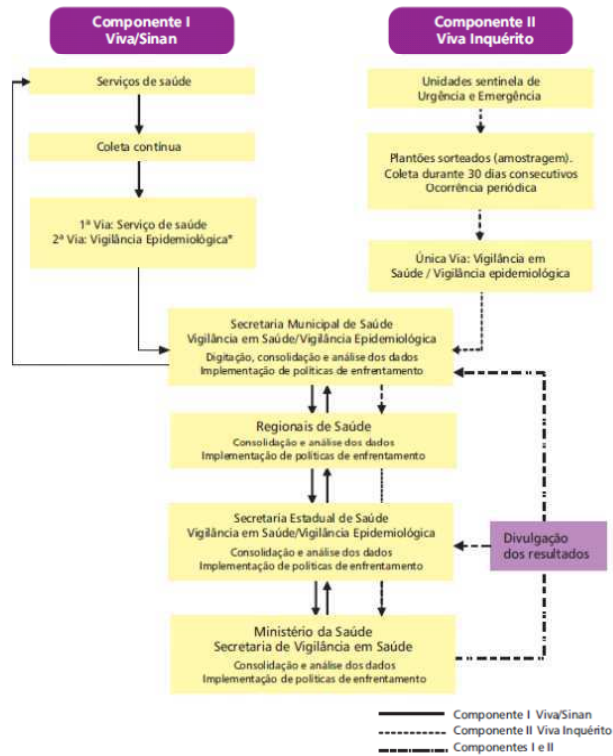 Componente I
Viva/Sinan
Componente II
Viva Inquérito
Serviços de saúde
Unidades sentinela de
Urgência e Emergência
Coleta contínua
Plantões sorteados (amostragem).
Coleta durante 30 dias consecutivos
Ocorrência periódica
1ª Via: Serviço de saúde
2ª Via: Vigilância Epidemiológica*
Única Via: Vigilância em
Saúde / Vigilância epidemiológica
Secretaria Municipal de Saúde
Vigilância em Saúde/Vigilância Epidemiológica
Digitação, consolidação e análise dos dados
Implementação de políticas de enfrentamento
Regionais de Saúde
Consolidação e análise dos dados
Implementação de políticas de enfrentamento
Secretaria Estadual de Saúde
Vigilância em Saúde/Vigilância Epidemiológica
Consolidação e análise dos dados
Implementação de políticas de enfrentamento
Divulgação
dos resultados
Ministério da Saúde
Secretaria de Vigilância em Saúde
Consolidação e análise dos dados
Implementação de políticas de enfrentamento
Componente I Viva/Sinan
Componente II Viva Inquérito
Componentes I e II